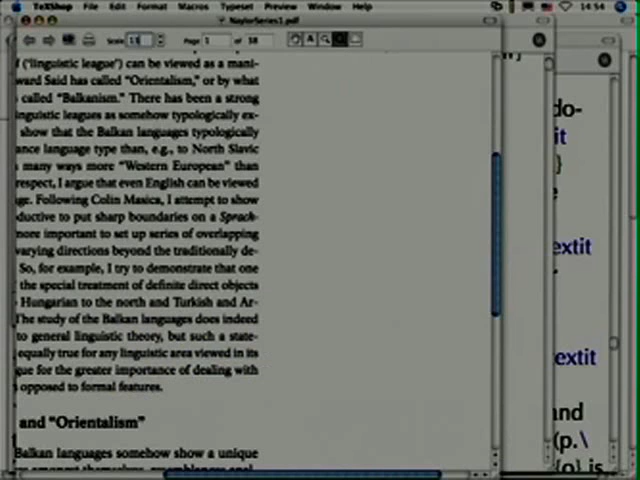 TeXShop File Edit Format Macros Typeset Preview Window Help 14:54
NaylorSeries1.pdf
Scale 13 Page 1 of 38
f ('linguistic league') can be viewed as a mani-
ward Said has called "Orientalism," or by what
called "Balkanism." There has been a strong
inguistic leagues as somehow typologically ex-
show that the Balkan languages typologically
ance language type than, e.g., to North Slavic
many ways more "Western European" than
respect, I argue that even English can be viewed
ge. Following Colin Masica, I attempt to show
ductive to put sharp boundaries on a Sprach-
more important to set up series of overlapping
varying directions beyond the traditionally de-
So, for example, I try to demonstrate that one
the special treatment of definite direct objects
Hungarian to the north and Turkish and Ar-
The study of the Balkan languages does indeed
to general linguistic theory, but such a state-
equally true for any linguistic area viewed in its
gue for the greater importance of dealing with
opposed to formal features.
and "Orientalism"
Balkan languages somehow show a unique
do-
it
}
e
extit
extit
and
(p.\
{o} is